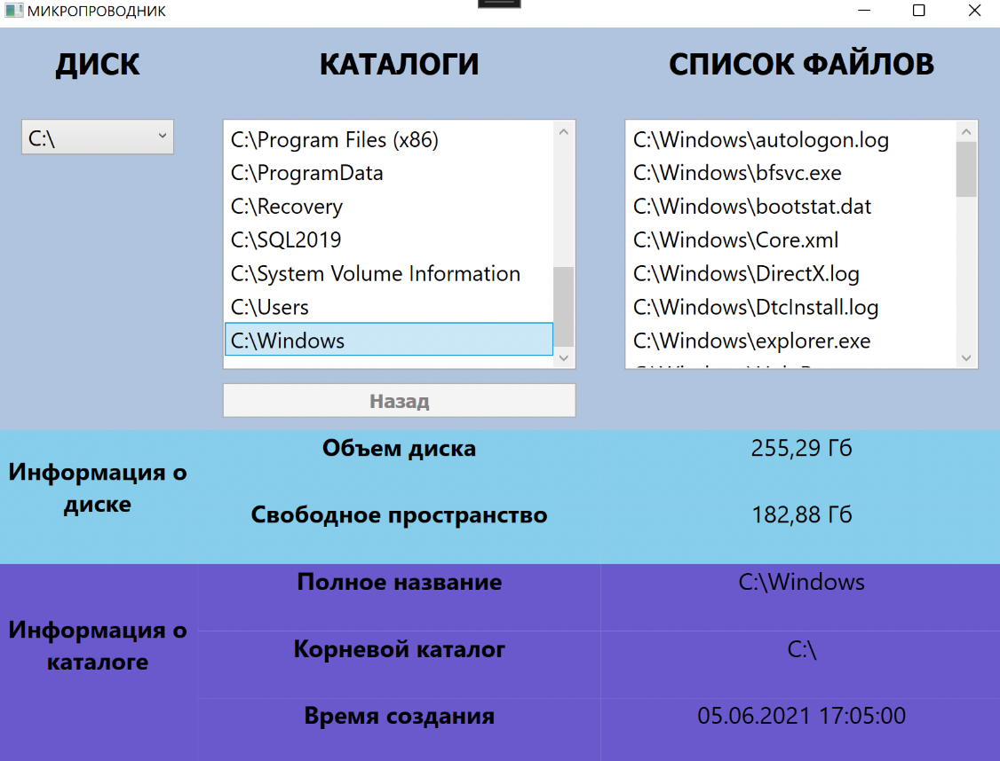 МИКРОПРОВОДНИК
ДИСК
КАТАЛОГИ
СПИСОК ФАЙЛОВ
C:\
C:\Program Files (x86)
C:\ProgramData
C:\Recovery
C:\SQL2019
C:\System Volume Information
C:\Users
C:\Windows
C:\Windows\autologon.log
C:\Windows\bfsvc.exe
C:\Windows\bootstat.dat
C:\Windows\Core.xml
C:\Windows\DirectX.log
C:\Windows\DtcInstall.log
C:\Windows\explorer.exe
Назад
Информация о
диске
Объем диска
255,29 Гб
Свободное пространство
182,88 Гб
Информация о
каталоге
Полное название
C:\Windows
Корневой каталог
C:\
Время создания
05.06.2021 17:05:00